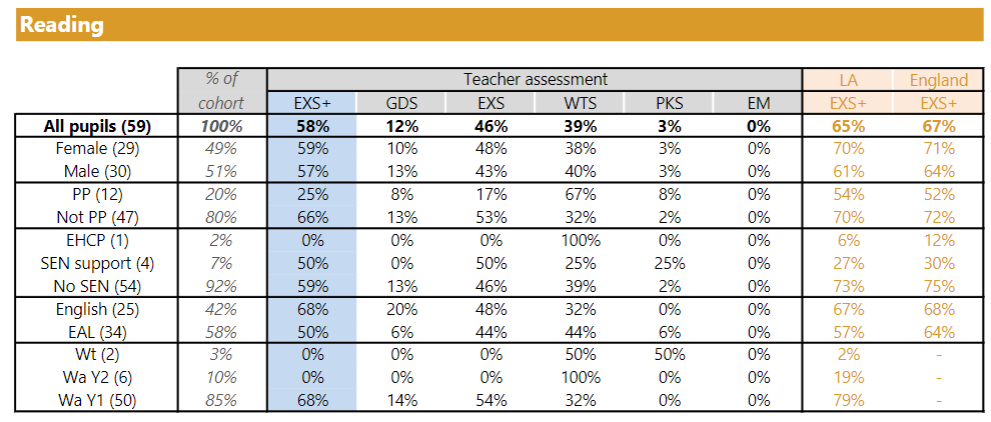 Reading
% of Teacher assessment LA England
cohort EXS+ GDS EXS WTS PKS EM EXS+ EXS+
All pupils (59) 100% 58% 12% 46% 39% 3% 0% 65% 67%
Female (29) 49% 59% 10% 48% 38% 3% 0% 70% 71%
Male (30) 51% 57% 13% 43% 40% 3% 0% 61% 64%
PP (12) 20% 25% 8% 17% 67% 8% 0% 54% 52%
Not PP (47) 80% 66% 13% 53% 32% 2% 0% 70% 72%
EHCP (1) 2% 0% 0% 0% 100% 0% 0% 6% 12%
SEN support (4) 7% 50% 0% 50% 25% 25% 0% 27% 30%
No SEN (54) 92% 59% 13% 46% 39% 2% 0% 73% 75%
English (25) 42% 68% 20% 48% 32% 0% 0% 67% 68%
EAL (34) 58% 50% 6% 44% 44% 6% 0% 57% 64%
Wt (2) 3% 0% 0% 0% 50% 50% 0% 2% -
Wa Y2 (6) 10% 0% 0% 0% 100% 0% 0% 19% -
Wa Y1 (50) 85% 68% 14% 54% 32% 0% 0% 79% -